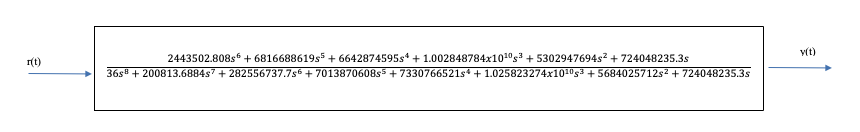 2443502.808s⁶ + 6816688619s⁵ + 6642874595s⁴ + 1.002848784x10¹⁰s³ + 5302947694s² + 724048235.3s
r(t)
y(t)
36s⁸ + 200813.6884s⁷ + 282556737.7s⁶ + 7013870608s⁵ + 7330766521s⁴ + 1.025823274x10¹⁰s³ + 5684025712s² + 724048235.3s